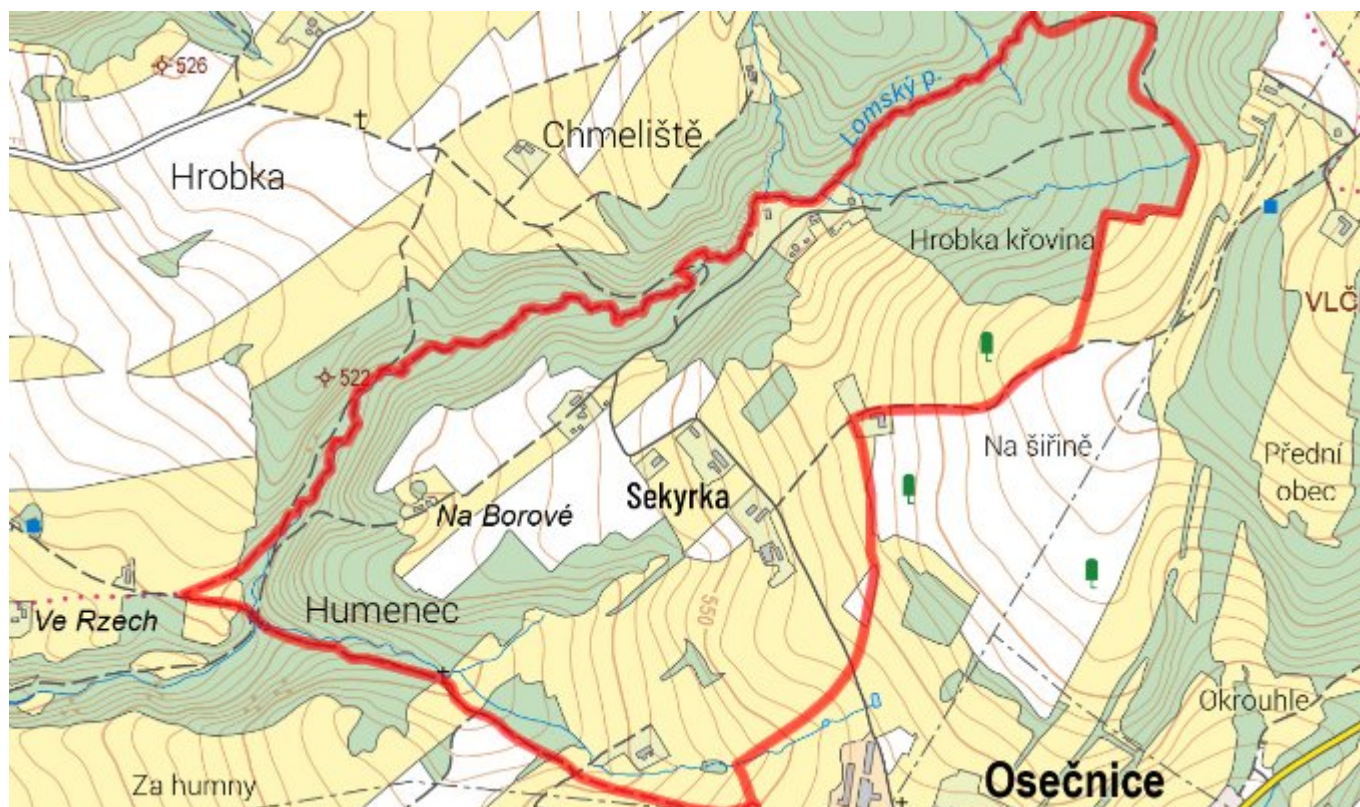 526
Hrobka
Chmeliště
Lomský p.
Hrobka křovina
VLČ
522
Na šiřině
Přední
obec
Sekyrka
Na Borové
Ve Rzech
Humenec
550
Okrouhle
Za humny
Osečnice